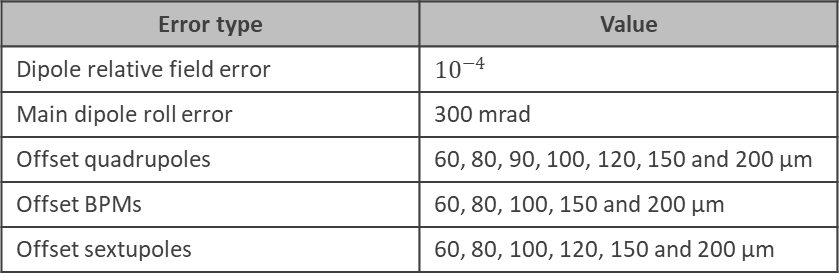 Error type Value
Dipole relative field error 10⁻⁴
Main dipole roll error 300 mrad
Offset quadrupoles 60, 80, 90, 100, 120, 150 and 200 µm
Offset BPMs 60, 80, 100, 150 and 200 µm
Offset sextupoles 60, 80, 100, 120, 150 and 200 µm